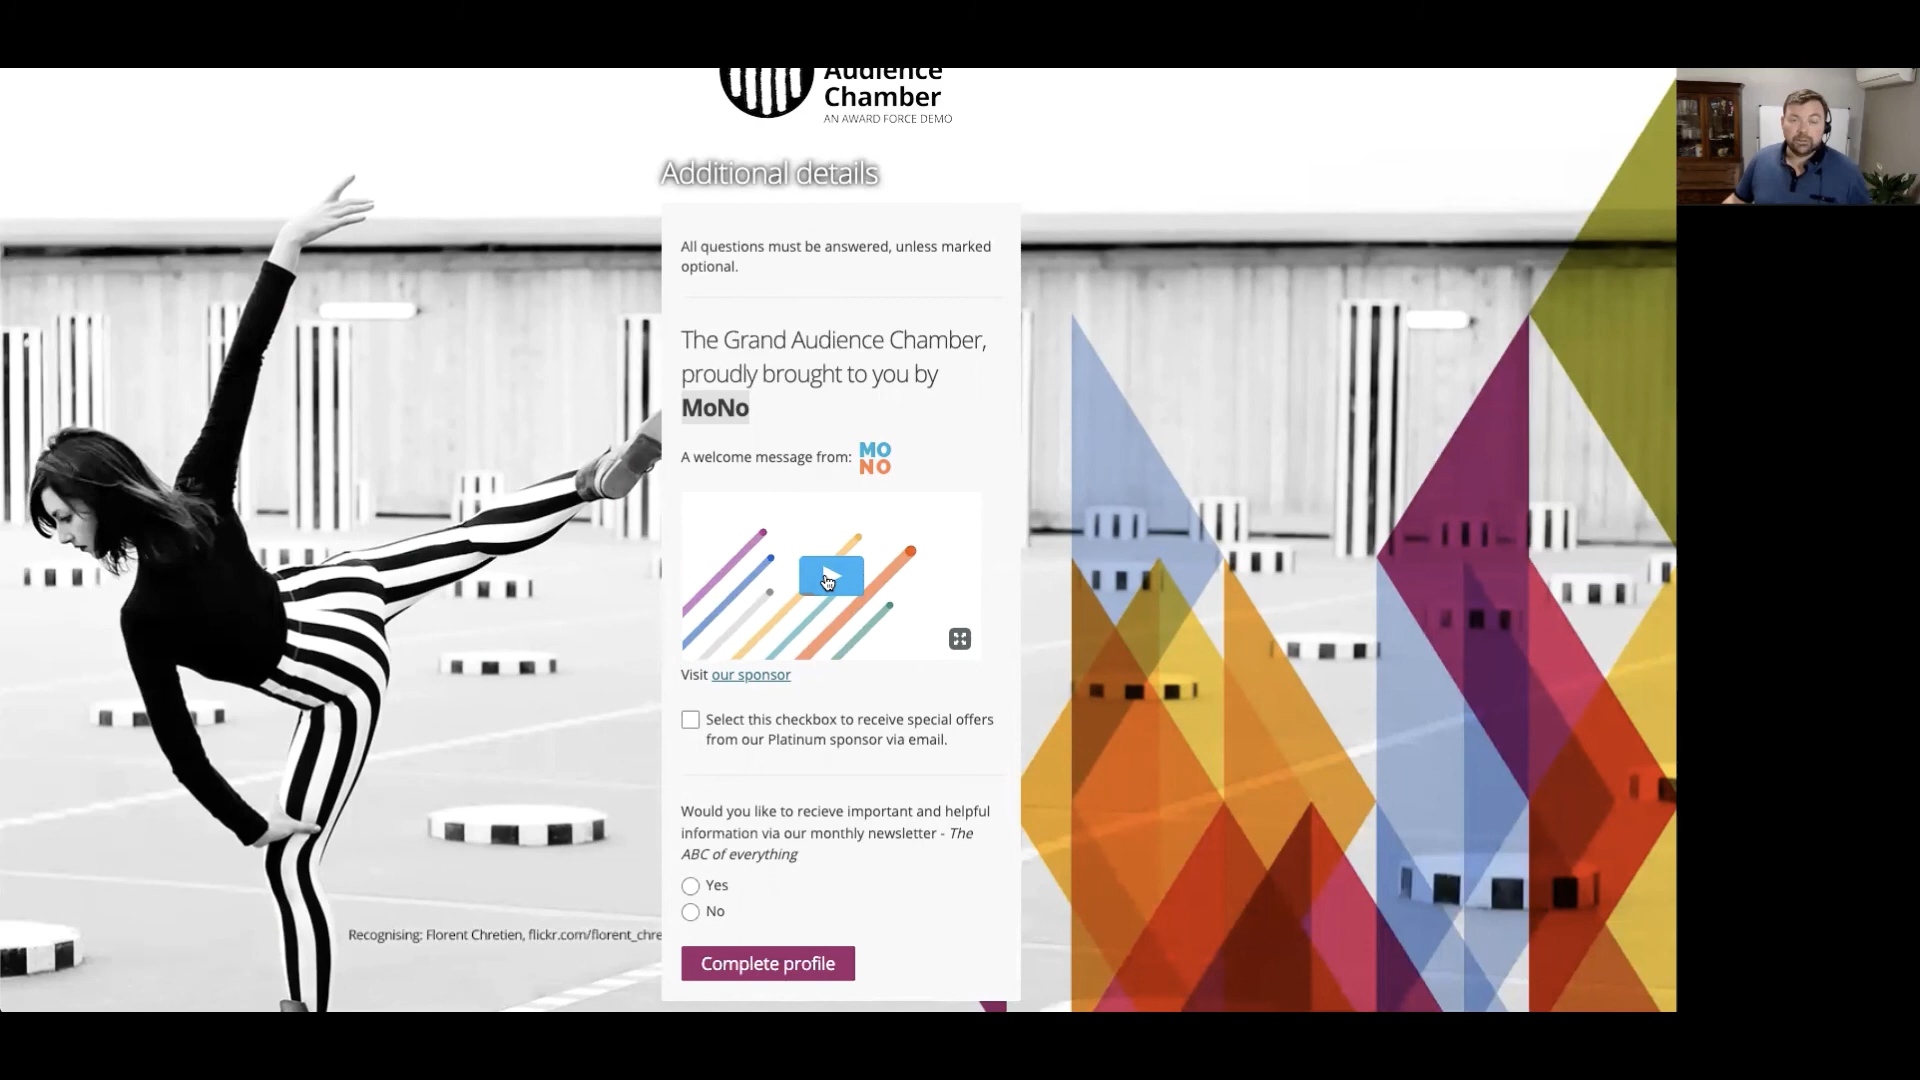 Audience
Chamber
AN AWARD FORCE DEMO
Additional details
All questions must be answered, unless marked
optional.
The Grand Audience Chamber,
proudly brought to you by
MoNo
A welcome message from:
MO
NO
Visit our sponsor
Select this checkbox to receive special offers
from our Platinum sponsor via email.
Would you like to recieve important and helpful
information via our monthly newsletter - The
ABC of everything
Yes
No
Recognising: Florent Chretien, flickr.com/florent_chre
Complete profile